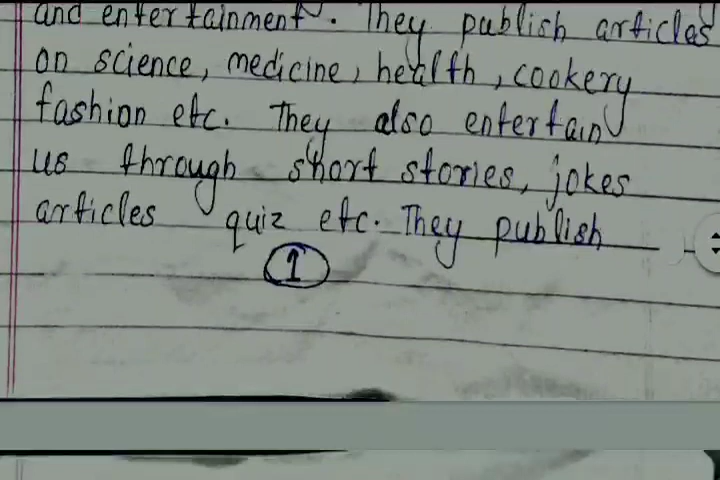 and entertainment. They publish articles
on science, medicine, health, cookery
fashion etc. They also entertain
us through short stories, jokes
articles quiz etc. They publish
1